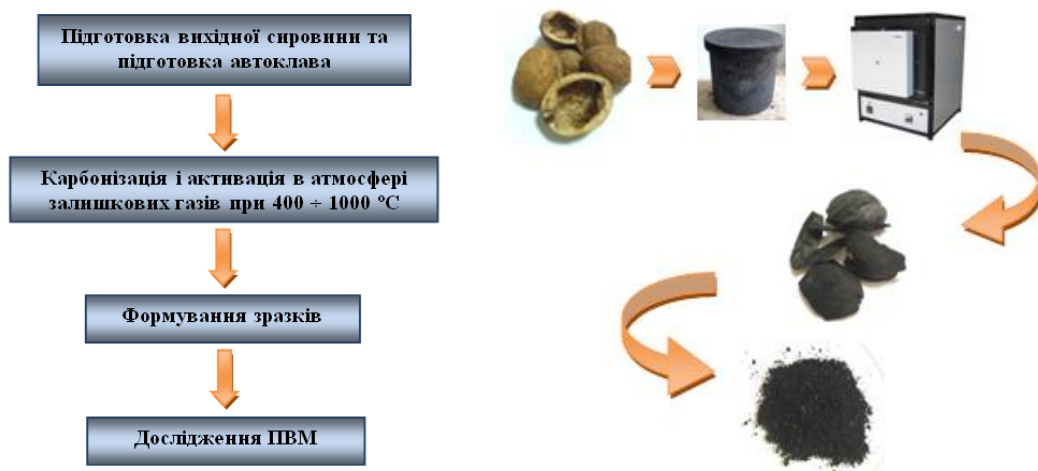 Підготовка вихідної сировини та
підготовка автоклава
Карбонізація і активація в атмосфері
залишкових газів при 400 ÷ 1000 °С
Формування зразків
Дослідження ПВМ